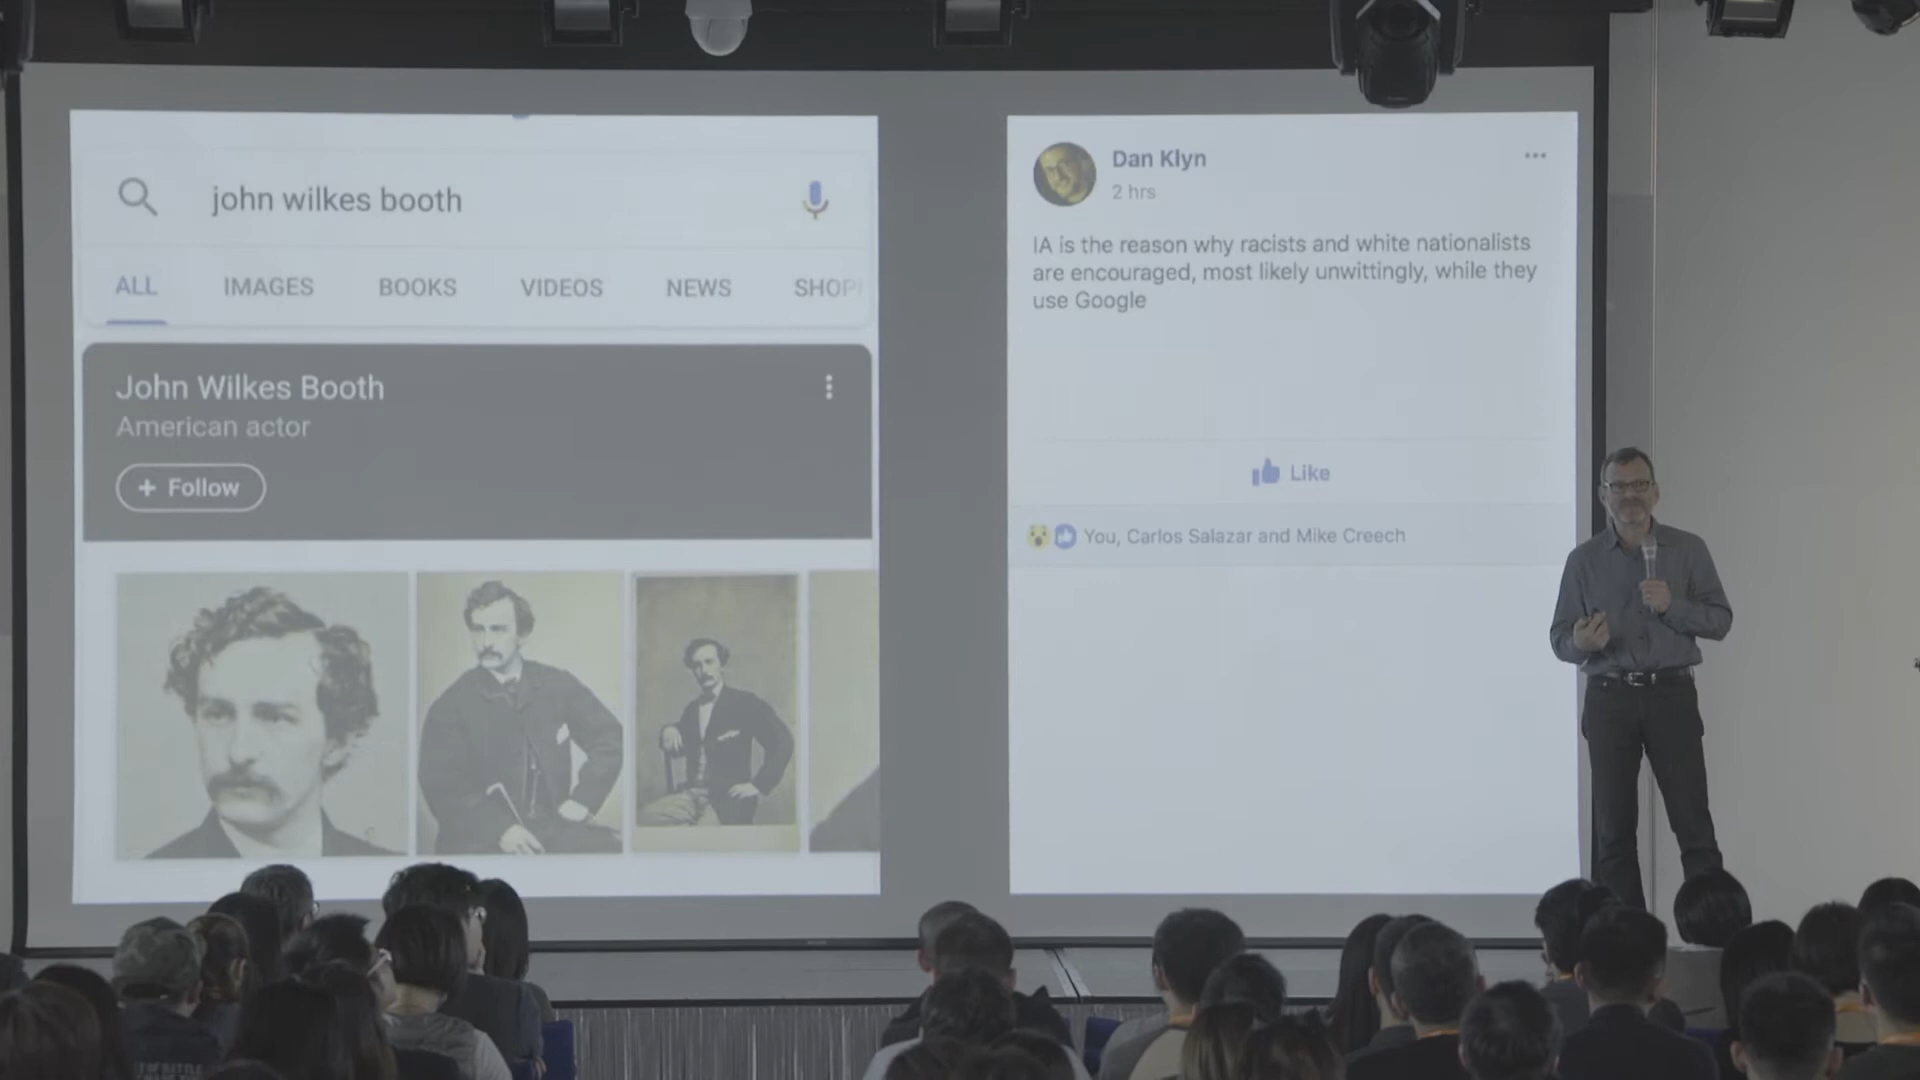 john wilkes booth
ALL IMAGES BOOKS VIDEOS NEWS SHOP
John Wilkes Booth
American actor
+ Follow
Dan Klyn
2 hrs
IA is the reason why racists and white nationalists
are encouraged, most likely unwittingly, while they
use Google
Like
You, Carlos Salazar and Mike Creech